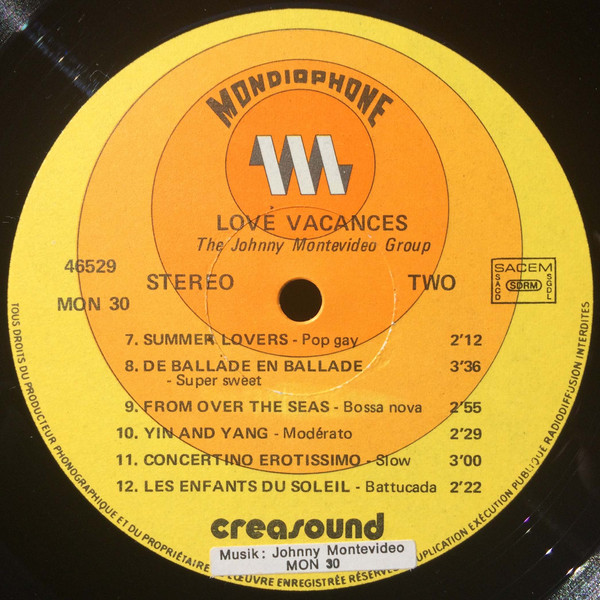 MONDIOPHONE
LOVE VACANCES
The Johnny Montevideo Group
46529
MON 30
STEREO
TWO
SACEM
SACD
SDRM
SGDL
7. SUMMER LOVERS - Pop gay 2'12
8. DE BALLADE EN BALLADE
- Super sweet 3'36
9. FROM OVER THE SEAS - Bossa nova 2'55
10. YIN AND YANG - Modérato 2'29
11. CONCERTINO EROTISSIMO - Slow 3'00
12. LES ENFANTS DU SOLEIL - Battucada 2'22
creasound
Musik: Johnny Montevideo
MON 30
TOUS DROITS DU PRODUCTEUR PHONOGRAPHIQUE ET DU PROPRIÉTAIRE L'ŒUVRE ENREGISTRÉE RÉSERVÉS DUPLICATION EXÉCUTION PUBLIQUE RADIODIFFUSION INTERDITES